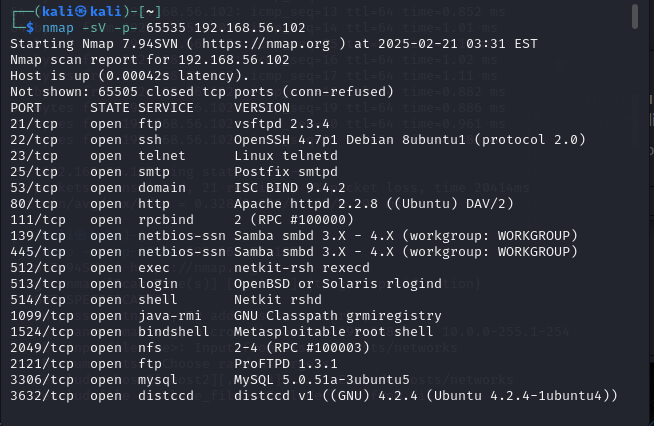 ┌──(kali㉿kali)-[~]
└─$ nmap -sV -p- 65535 192.168.56.102
Starting Nmap 7.94SVN ( https://nmap.org ) at 2025-02-21 03:31 EST
Nmap scan report for 192.168.56.102
Host is up (0.00042s latency).
Not shown: 65505 closed tcp ports (conn-refused)
PORT     STATE SERVICE     VERSION
21/tcp   open  ftp         vsftpd 2.3.4
22/tcp   open  ssh         OpenSSH 4.7p1 Debian 8ubuntu1 (protocol 2.0)
23/tcp   open  telnet      Linux telnetd
25/tcp   open  smtp        Postfix smtpd
53/tcp   open  domain      ISC BIND 9.4.2
80/tcp   open  http        Apache httpd 2.2.8 ((Ubuntu) DAV/2)
111/tcp  open  rpcbind     2 (RPC #100000)
139/tcp  open  netbios-ssn Samba smbd 3.X - 4.X (workgroup: WORKGROUP)
445/tcp  open  netbios-ssn Samba smbd 3.X - 4.X (workgroup: WORKGROUP)
512/tcp  open  exec        netkit-rsh rexecd
513/tcp  open  login       OpenBSD or Solaris rlogind
514/tcp  open  shell       Netkit rshd
1099/tcp open  java-rmi    GNU Classpath grmiregistry
1524/tcp open  bindshell   Metasploitable root shell
2049/tcp open  nfs         2-4 (RPC #100003)
2121/tcp open  ftp         ProFTPD 1.3.1
3306/tcp open  mysql       MySQL 5.0.51a-3ubuntu5
3632/tcp open  distccd     distccd v1 ((GNU) 4.2.4 (Ubuntu 4.2.4-1ubuntu4))